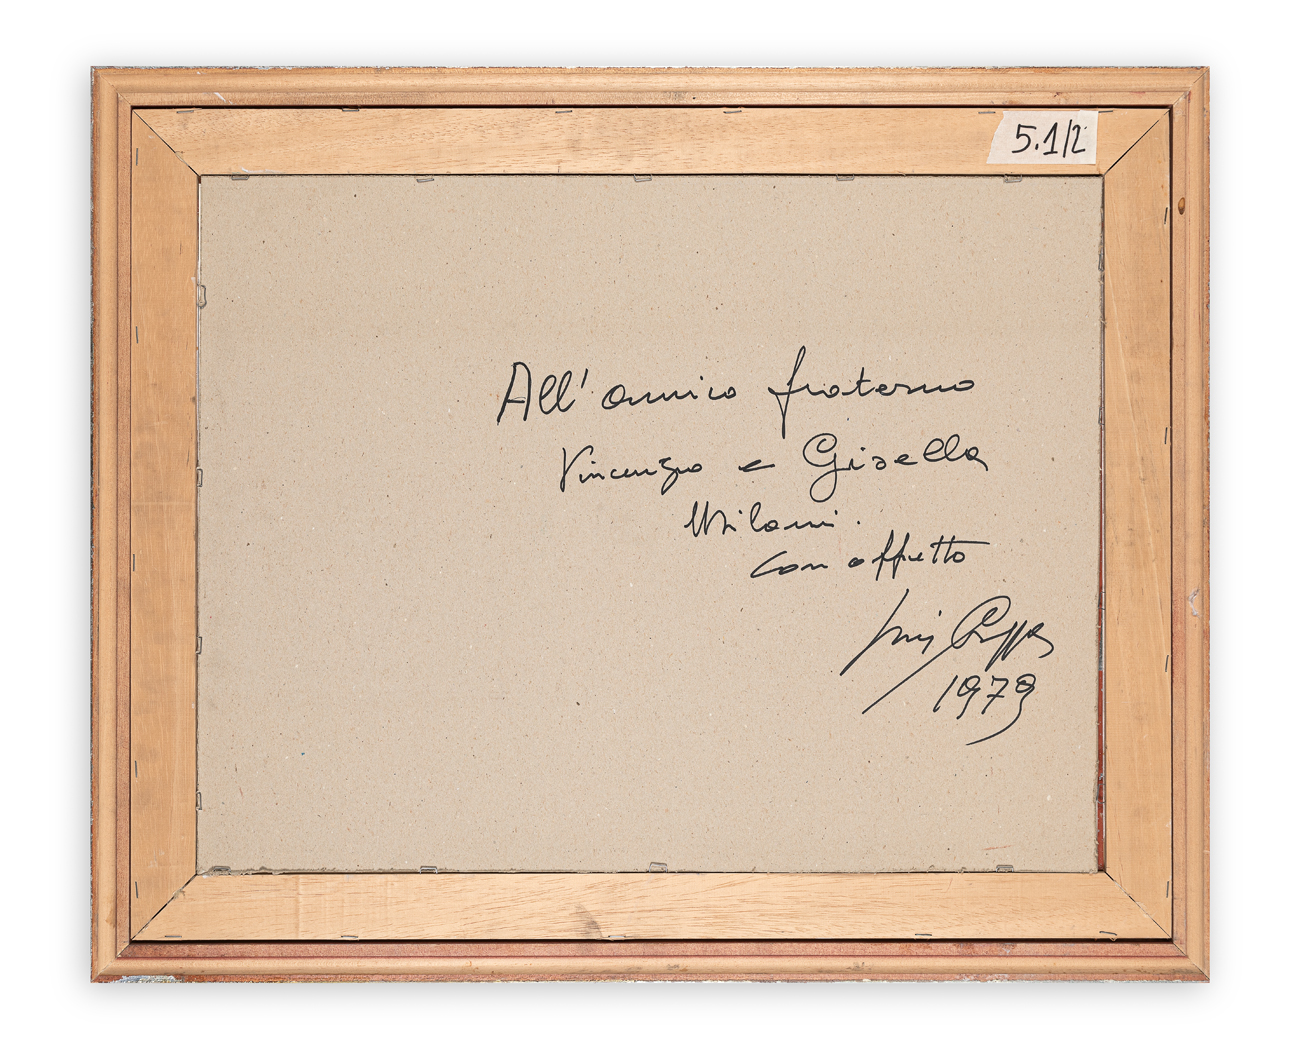 5.1/2
All'amico fraterno
Vincenzo e Gisella
Milani.
con affetto
1979